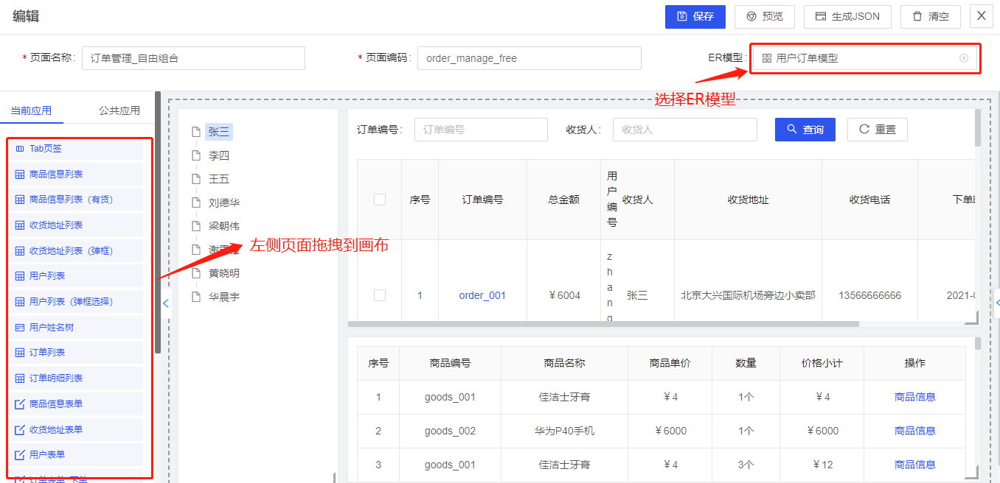 编辑
保存
预览
生成JSON
清空
X
* 页面名称:
订单管理_自由组合
* 页面编码:
order_manage_free
ER模型:
用户订单模型
选择ER模型
当前应用
公共应用
Tab页签
商品信息列表
商品信息列表（有货）
收货地址列表
收货地址列表（弹框）
用户列表
用户列表（弹框选择）
用户姓名树
订单列表
订单明细列表
商品信息表单
收货地址表单
用户表单
张三
李四
王五
刘德华
梁朝伟
黄晓明
华晨宇
左侧页面拖拽到画布
订单编号:
订单编号
收货人:
收货人
查询
重置
序号 订单编号 总金额 用户编号 收货人 收货地址 收货电话 下单
1 order_001 ￥6004 zhang 张三 北京大兴国际机场旁边小卖部 13566666666 2021-
序号 商品编号 商品名称 商品单价 数量 价格小计 操作
1 goods_001 佳洁士牙膏 ￥4 1个 ￥4 商品信息
2 goods_002 华为P40手机 ￥6000 1个 ￥6000 商品信息
3 goods_001 佳洁士牙膏 ￥4 3个 ￥12 商品信息